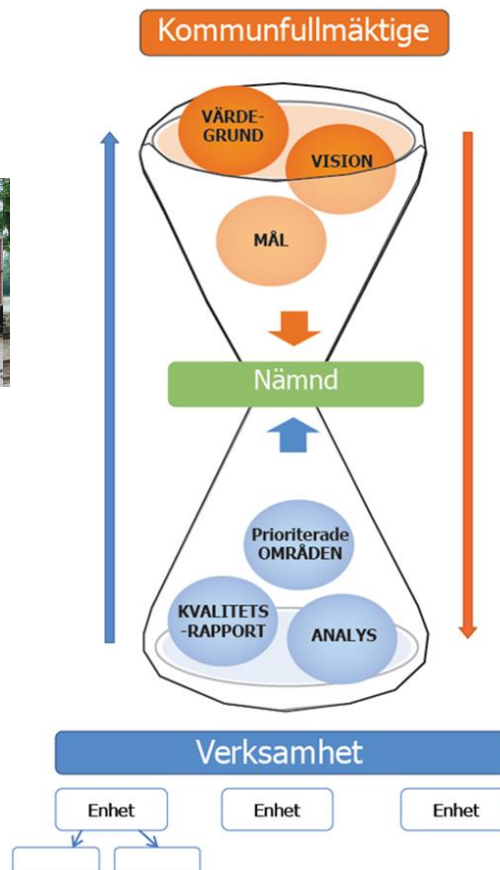 Kommunfullmäktige
VÄRDE-
GRUND
VISION
MÅL
Nämnd
Prioriterade
OMRÅDEN
KVALITETS
-RAPPORT
ANALYS
Verksamhet
Enhet
Enhet
Enhet